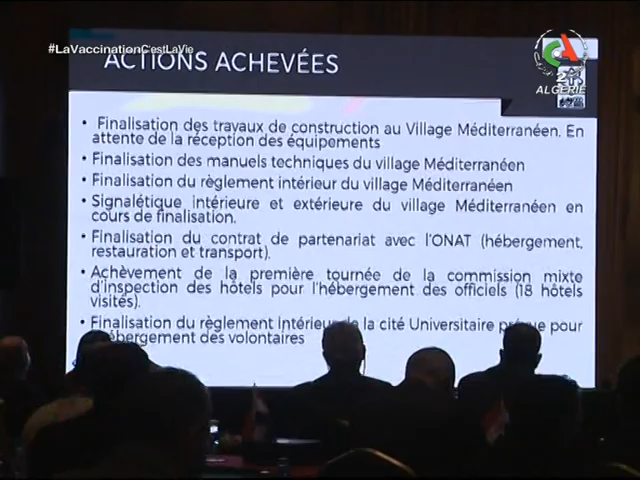 #LaVaccinationC'estLaVie
ACTIONS ACHEVÉES
ALGÉRIE
• Finalisation des travaux de construction au Village Méditerranéen. En
attente de la réception des équipements
• Finalisation des manuels techniques du village Méditerranéen
• Finalisation du règlement intérieur du village Méditerranéen
• Signalétique intérieure et extérieure du village Méditerranéen en
cours de finalisation.
• Finalisation du contrat de partenariat avec l'ONAT (hébergement,
restauration et transport).
• Achèvement de la première tournée de la commission mixte
d'inspection des hôtels pour l'hébergement des officiels (18 hôtels
visités).
• Finalisation du règlement intérieur la cité Universitaire pour
des volontaires